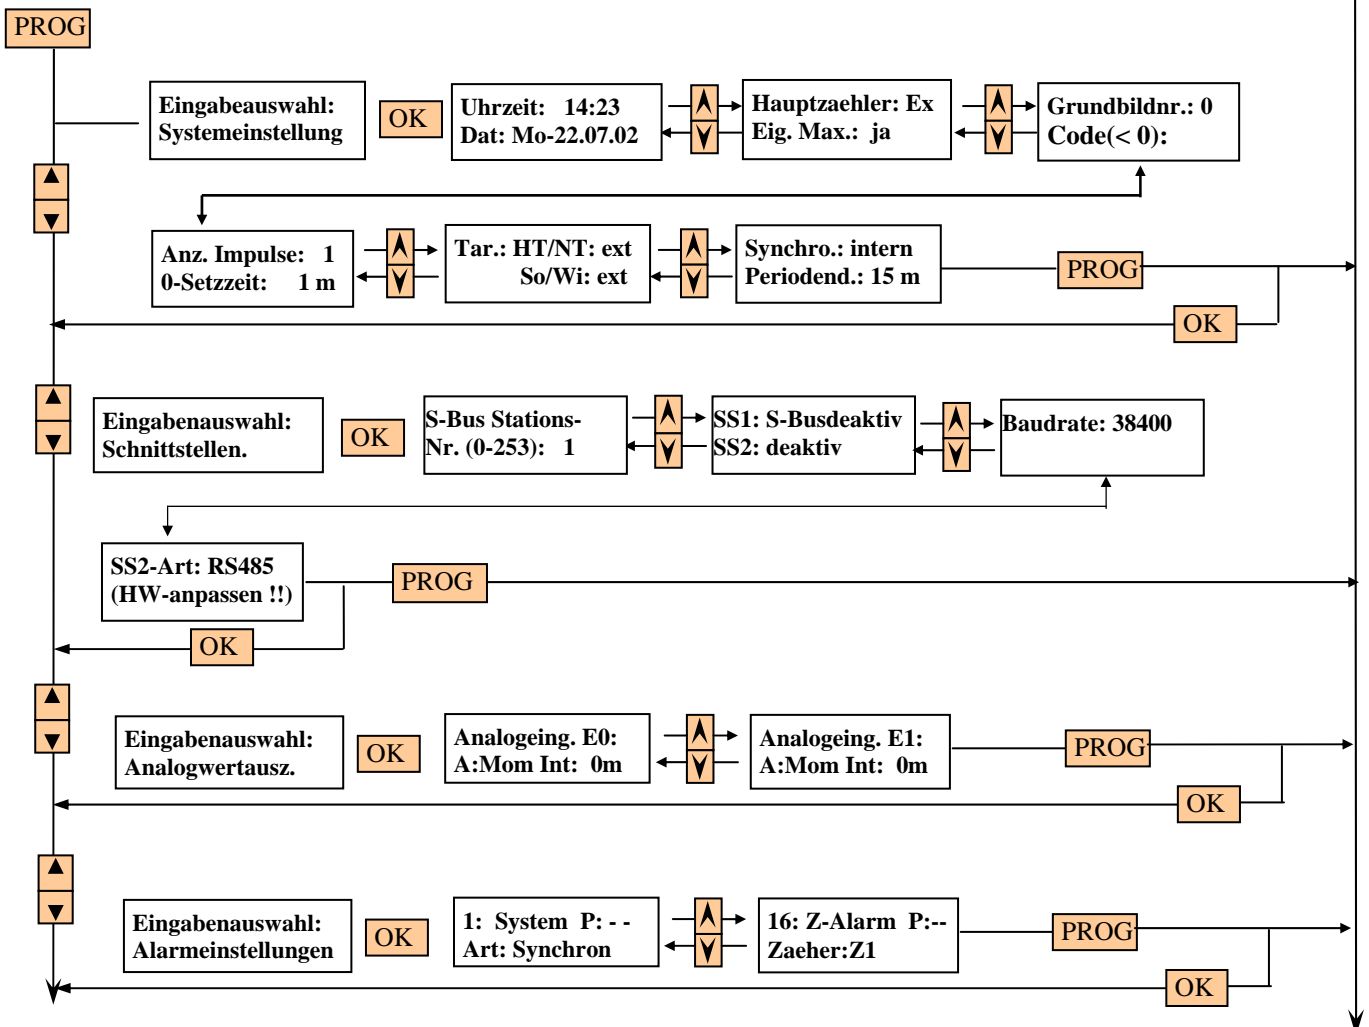 PROG
Eingabeauswahl:
Systemeinstellung
OK
Uhrzeit: 14:23
Dat: Mo-22.07.02
Hauptzaehler: Ex
Eig. Max.: ja
Grundbildnr.: 0
Code(< 0):
Anz. Impulse: 1
0-Setzzeit: 1 m
Tar.: HT/NT: ext
So/Wi: ext
Synchro.: intern
Periodend.: 15 m
PROG
OK
Eingabenauswahl:
Schnittstellen.
OK
S-Bus Stations-
Nr. (0-253): 1
SS1: S-Busdeaktiv
SS2: deaktiv
Baudrate: 38400
SS2-Art: RS485
(HW-anpassen !!)
PROG
OK
Eingabenauswahl:
Analogwertausz.
OK
Analogeing. E0:
A:Mom Int: 0m
Analogeing. E1:
A:Mom Int: 0m
PROG
OK
Eingabenauswahl:
Alarmeinstellungen
OK
1: System P: - -
Art: Synchron
16: Z-Alarm P:--
Zaeher:Z1
PROG
OK